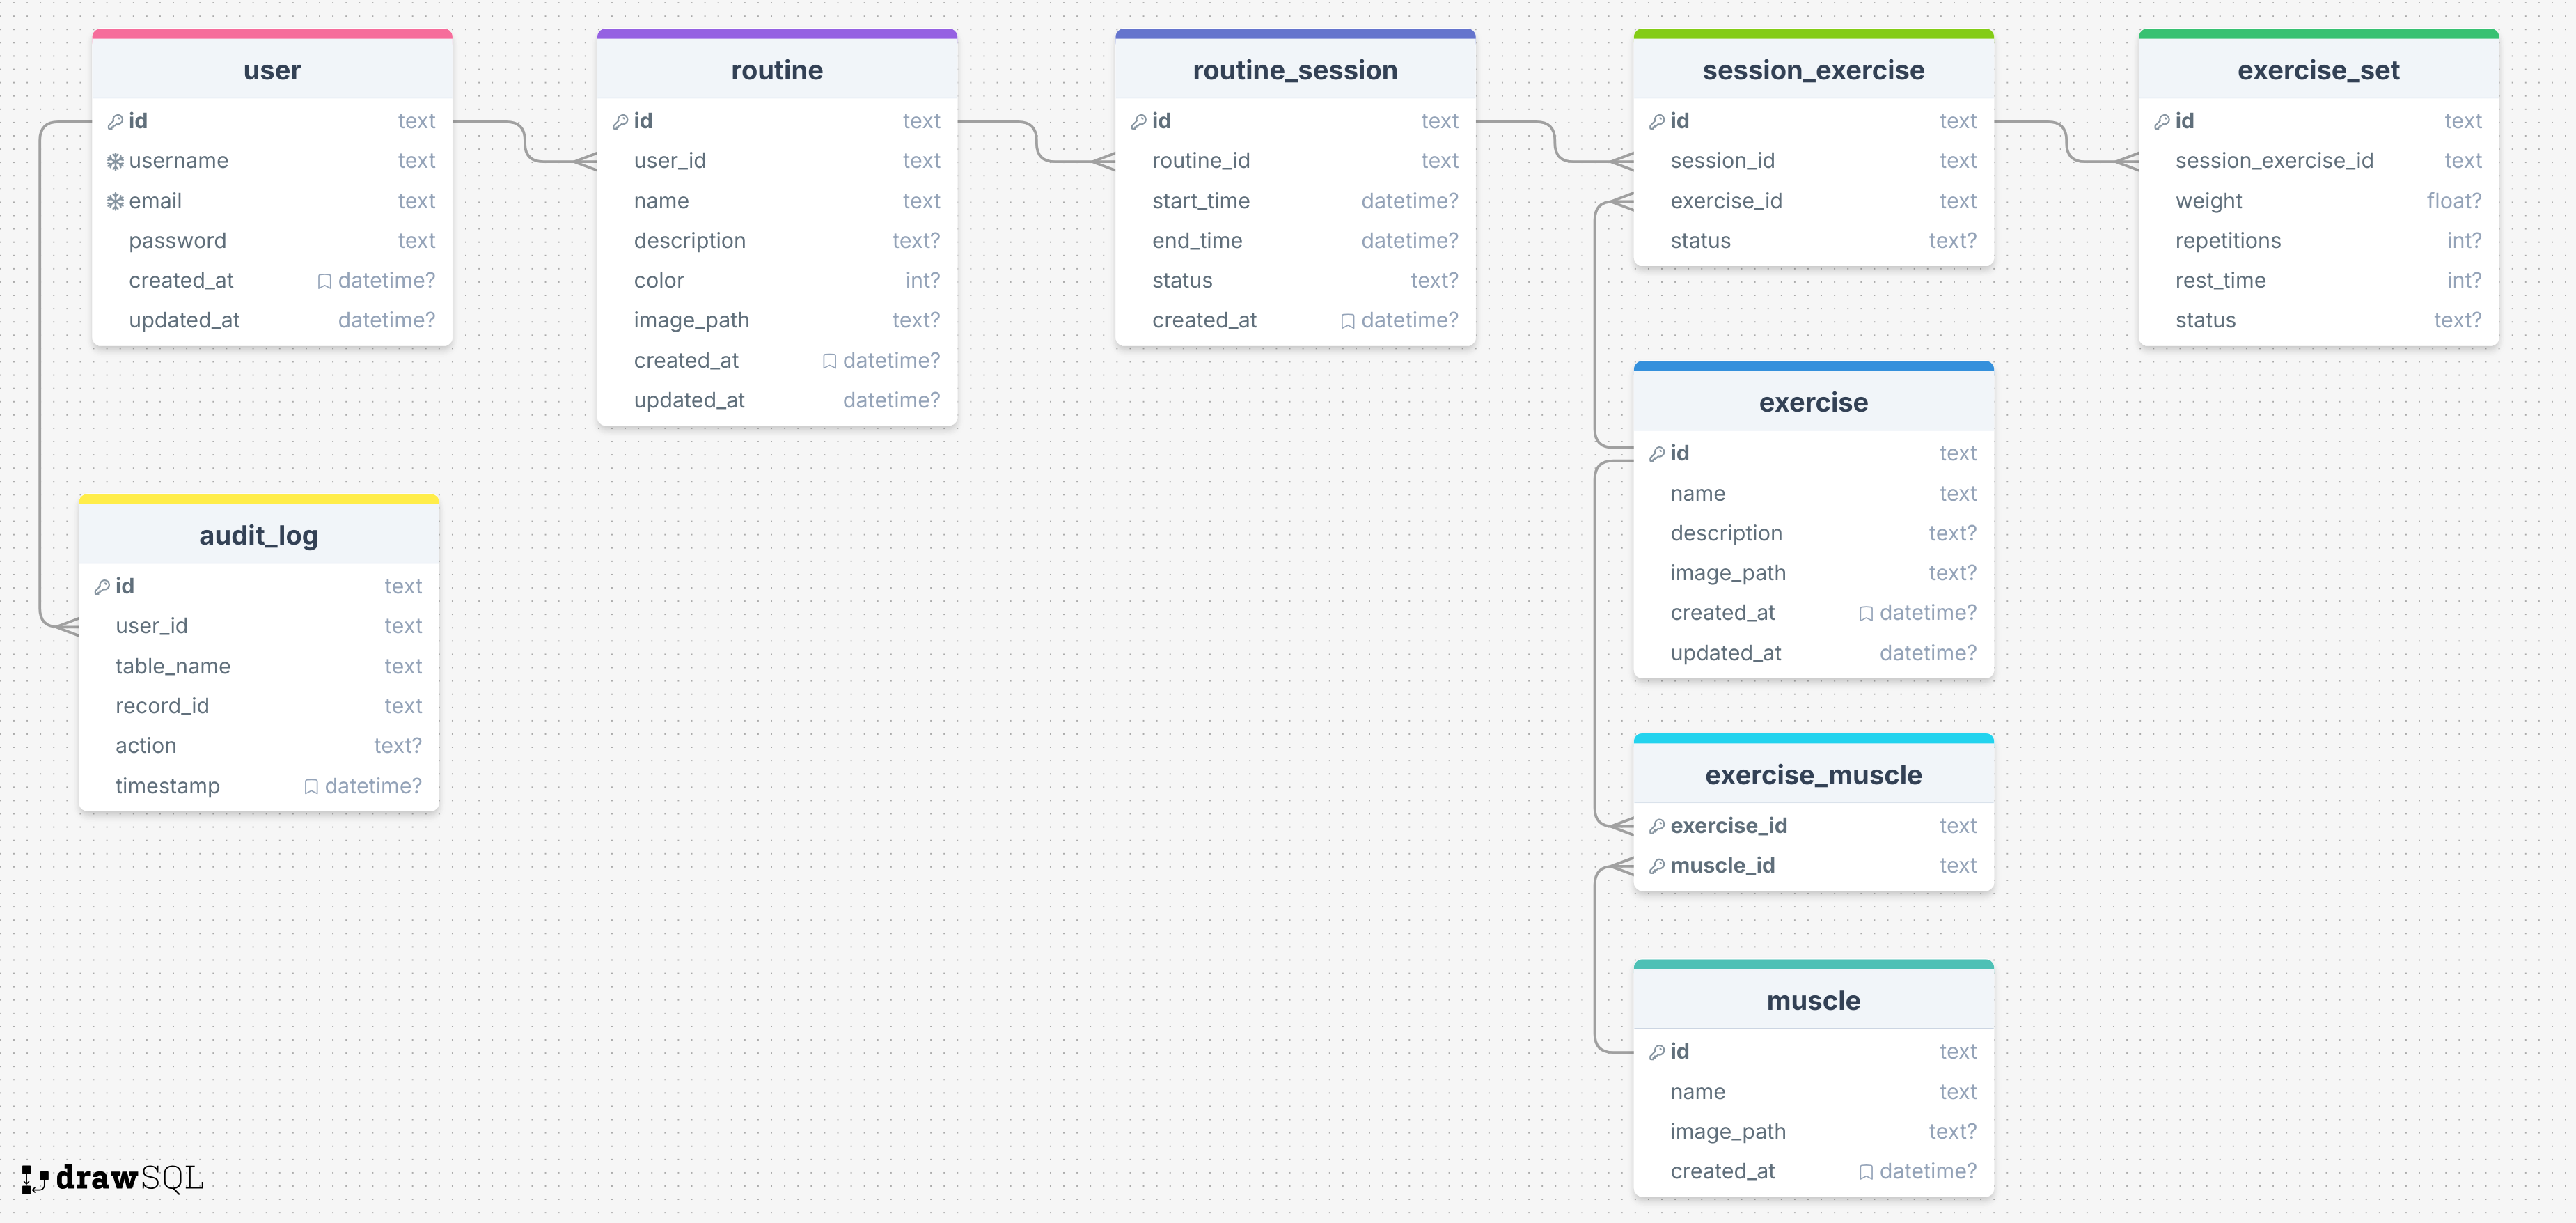 user
id text
username text
email text
password text
created_at datetime?
updated_at datetime?
routine
id text
user_id text
name text
description text?
color int?
image_path text?
created_at datetime?
updated_at datetime?
routine_session
id text
routine_id text
start_time datetime?
end_time datetime?
status text?
created_at datetime?
session_exercise
id text
session_id text
exercise_id text
status text?
exercise_set
id text
session_exercise_id text
weight float?
repetitions int?
rest_time int?
status text?
exercise
id text
name text
description text?
image_path text?
created_at datetime?
updated_at datetime?
audit_log
id text
user_id text
table_name text
record_id text
action text?
timestamp datetime?
exercise_muscle
exercise_id text
muscle_id text
muscle
id text
name text
image_path text?
created_at datetime?
drawSQL